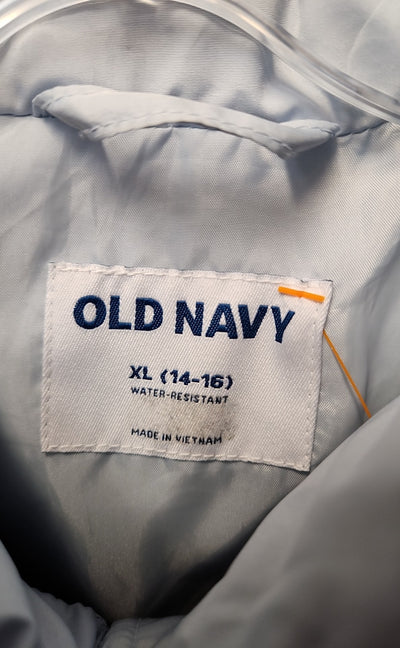 OLD NAVY
XL (14-16)
WATER-RESISTANT
MADE IN VIETNAM